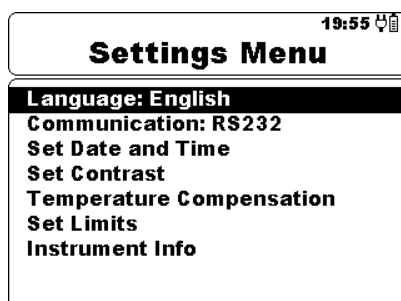 19:55
Settings Menu
Language: English
Communication: RS232
Set Date and Time
Set Contrast
Temperature Compensation
Set Limits
Instrument Info